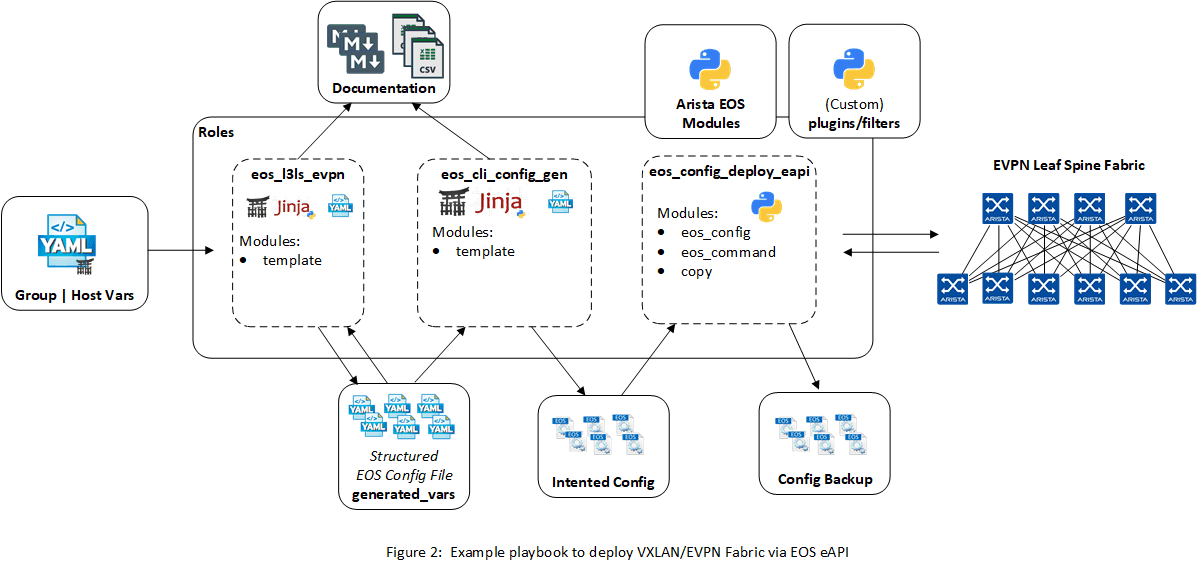 M↓
M↓
M↓
CSV
Documentation
Arista EOS
Modules
(Custom)
plugins/filters
Roles
eos_l3ls_evpn
Jinja
YAML
Modules:
• template
eos_cli_config_gen
Jinja
YAML
Modules:
• template
eos_config_deploy_eapi
Modules:
• eos_config
• eos_command
• copy
</>
YAML
Group | Host Vars
EVPN Leaf Spine Fabric
ARISTA
ARISTA
ARISTA
ARISTA
ARISTA
ARISTA
ARISTA
ARISTA
ARISTA
ARISTA
YAML
YAML
YAML
YAML
YAML
YAML
Structured
EOS Config File
generated_vars
EOS
EOS
EOS
EOS
EOS
EOS
Intented Config
EOS
EOS
EOS
EOS
EOS
EOS
Config Backup
Figure 2: Example playbook to deploy VXLAN/EVPN Fabric via EOS eAPI